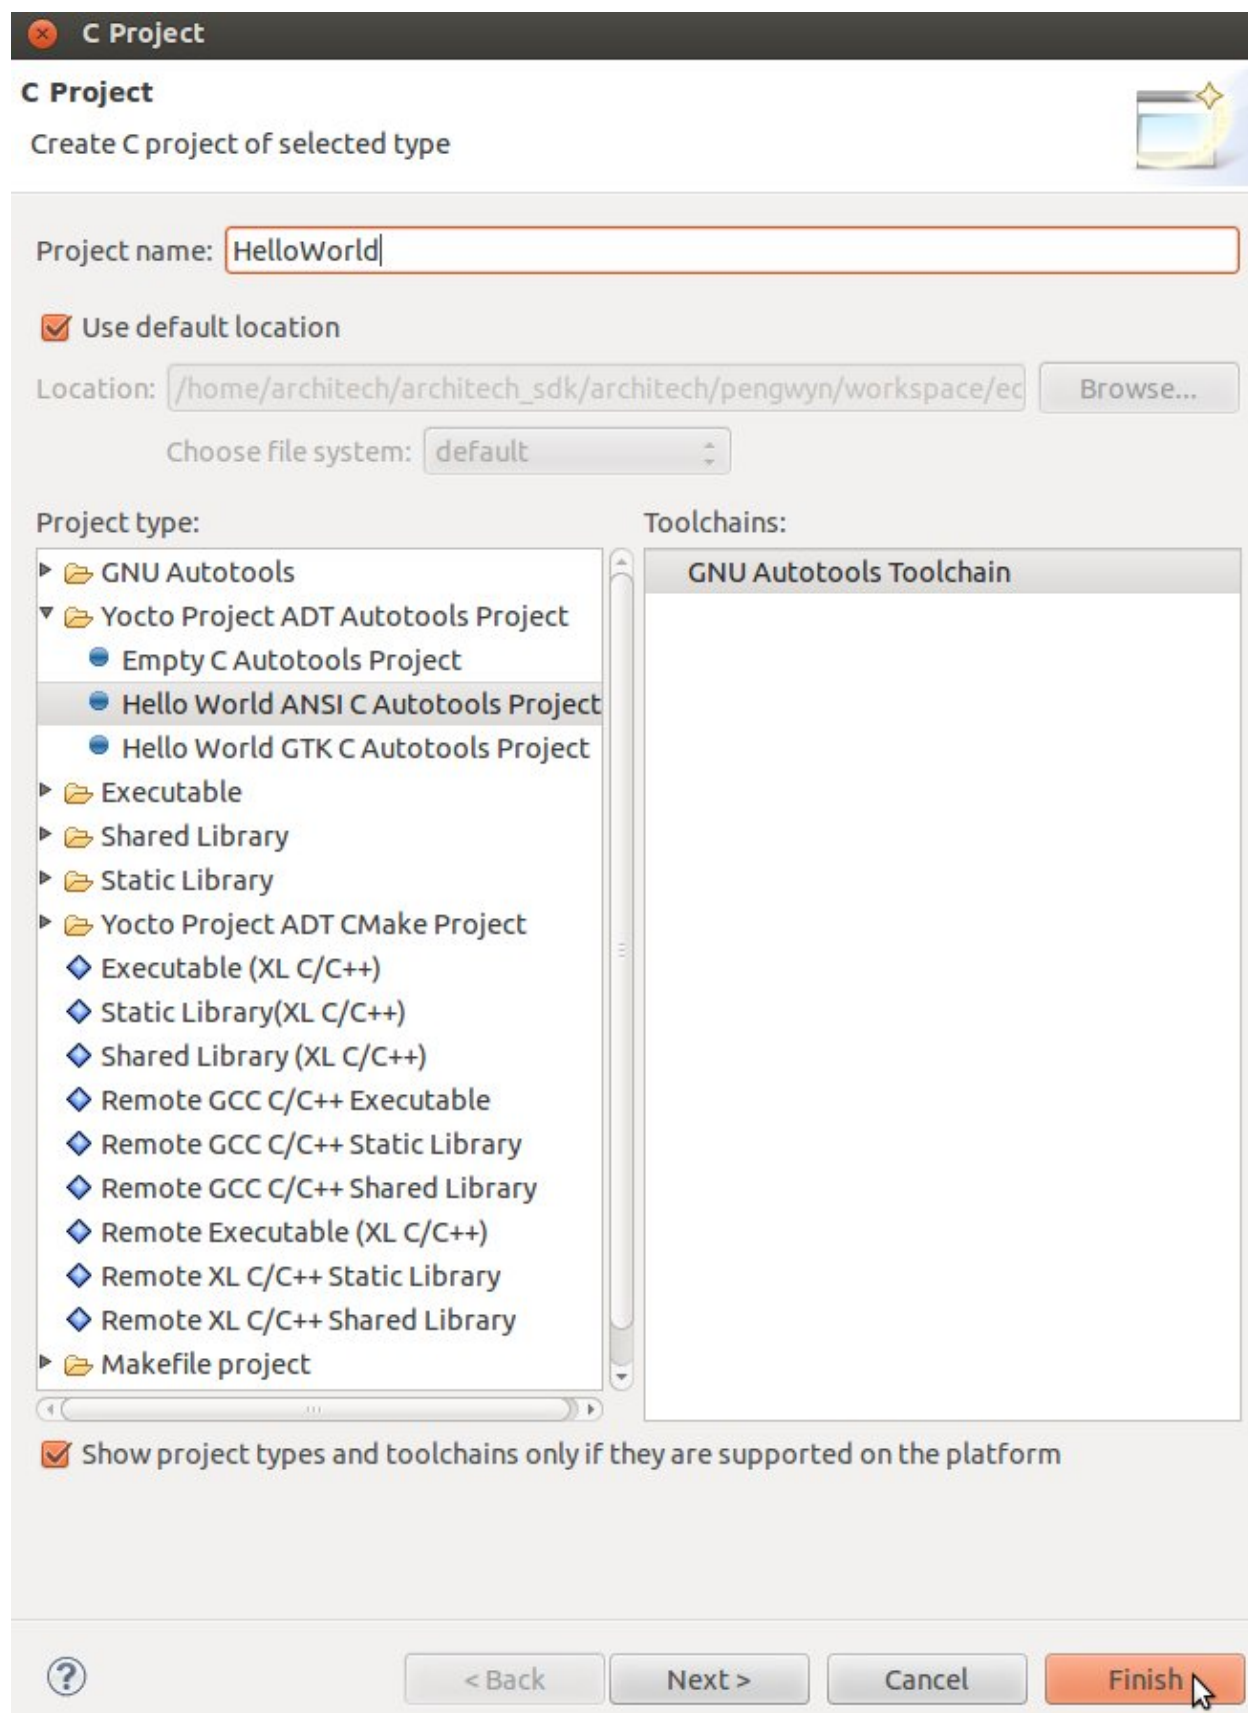 C Project
C Project
Create C project of selected type
Project name: HelloWorld
Use default location
Location: /home/architech/architech_sdk/architech/pengwyn/workspace/ec Browse...
Choose file system: default
Project type: Toolchains:
GNU Autotools GNU Autotools Toolchain
Yocto Project ADT Autotools Project
Empty C Autotools Project
Hello World ANSI C Autotools Project
Hello World GTK C Autotools Project
Executable
Shared Library
Static Library
Yocto Project ADT CMake Project
Executable (XL C/C++)
Static Library(XL C/C++)
Shared Library (XL C/C++)
Remote GCC C/C++ Executable
Remote GCC C/C++ Static Library
Remote GCC C/C++ Shared Library
Remote Executable (XL C/C++)
Remote XL C/C++ Static Library
Remote XL C/C++ Shared Library
Makefile project
Show project types and toolchains only if they are supported on the platform
? < Back Next > Cancel Finish